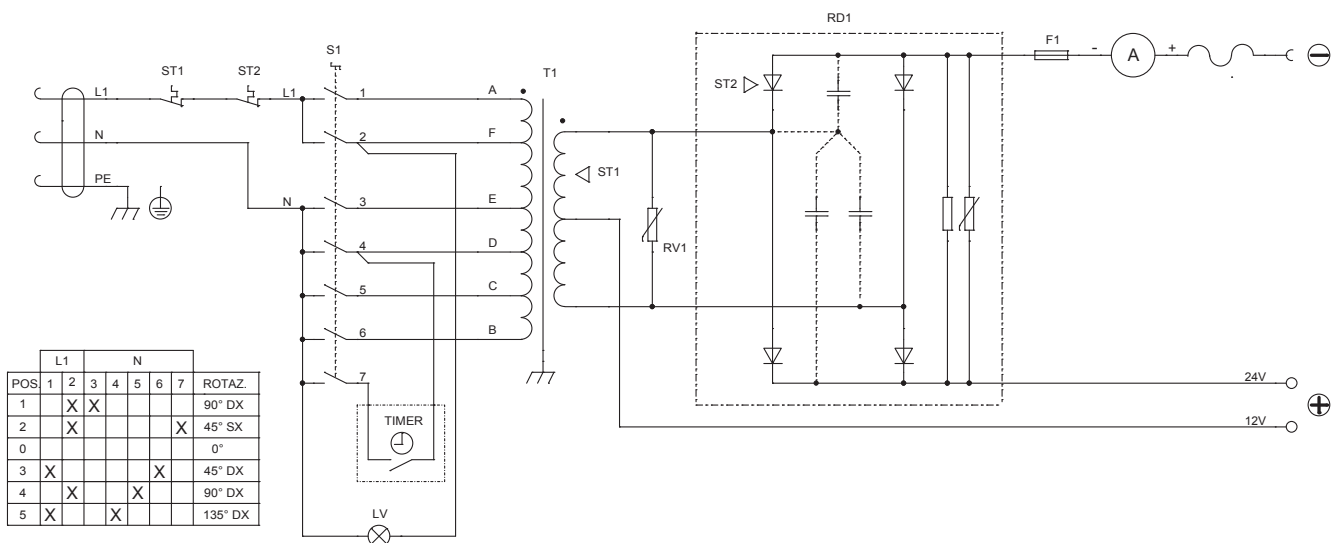 RD1
S1
F1
ST1
ST2
T1
- A +
ST2
L1
L1
1
A
N
2
F
ST1
PE
N
3
E
RV1
4
D
5
C
6
B
7
TIMER
24V
12V
LV
L1 N
POS. 1 2 3 4 5 6 7 ROTAZ.
1 X X 90° DX
2 X X 45° SX
0 0°
3 X X 45° DX
4 X X 90° DX
5 X X 135° DX